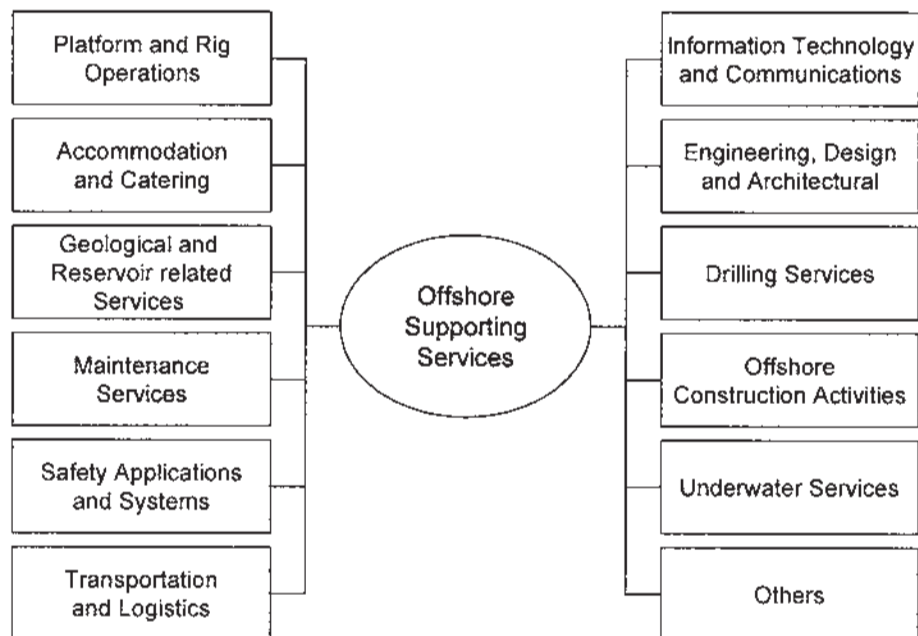 Platform and Rig
Operations
Accommodation
and Catering
Geological and
Reservoir related
Services
Maintenance
Services
Safety Applications
and Systems
Transportation
and Logistics
Offshore
Supporting
Services
Information Technology
and Communications
Engineering, Design
and Architectural
Drilling Services
Offshore
Construction Activities
Underwater Services
Others